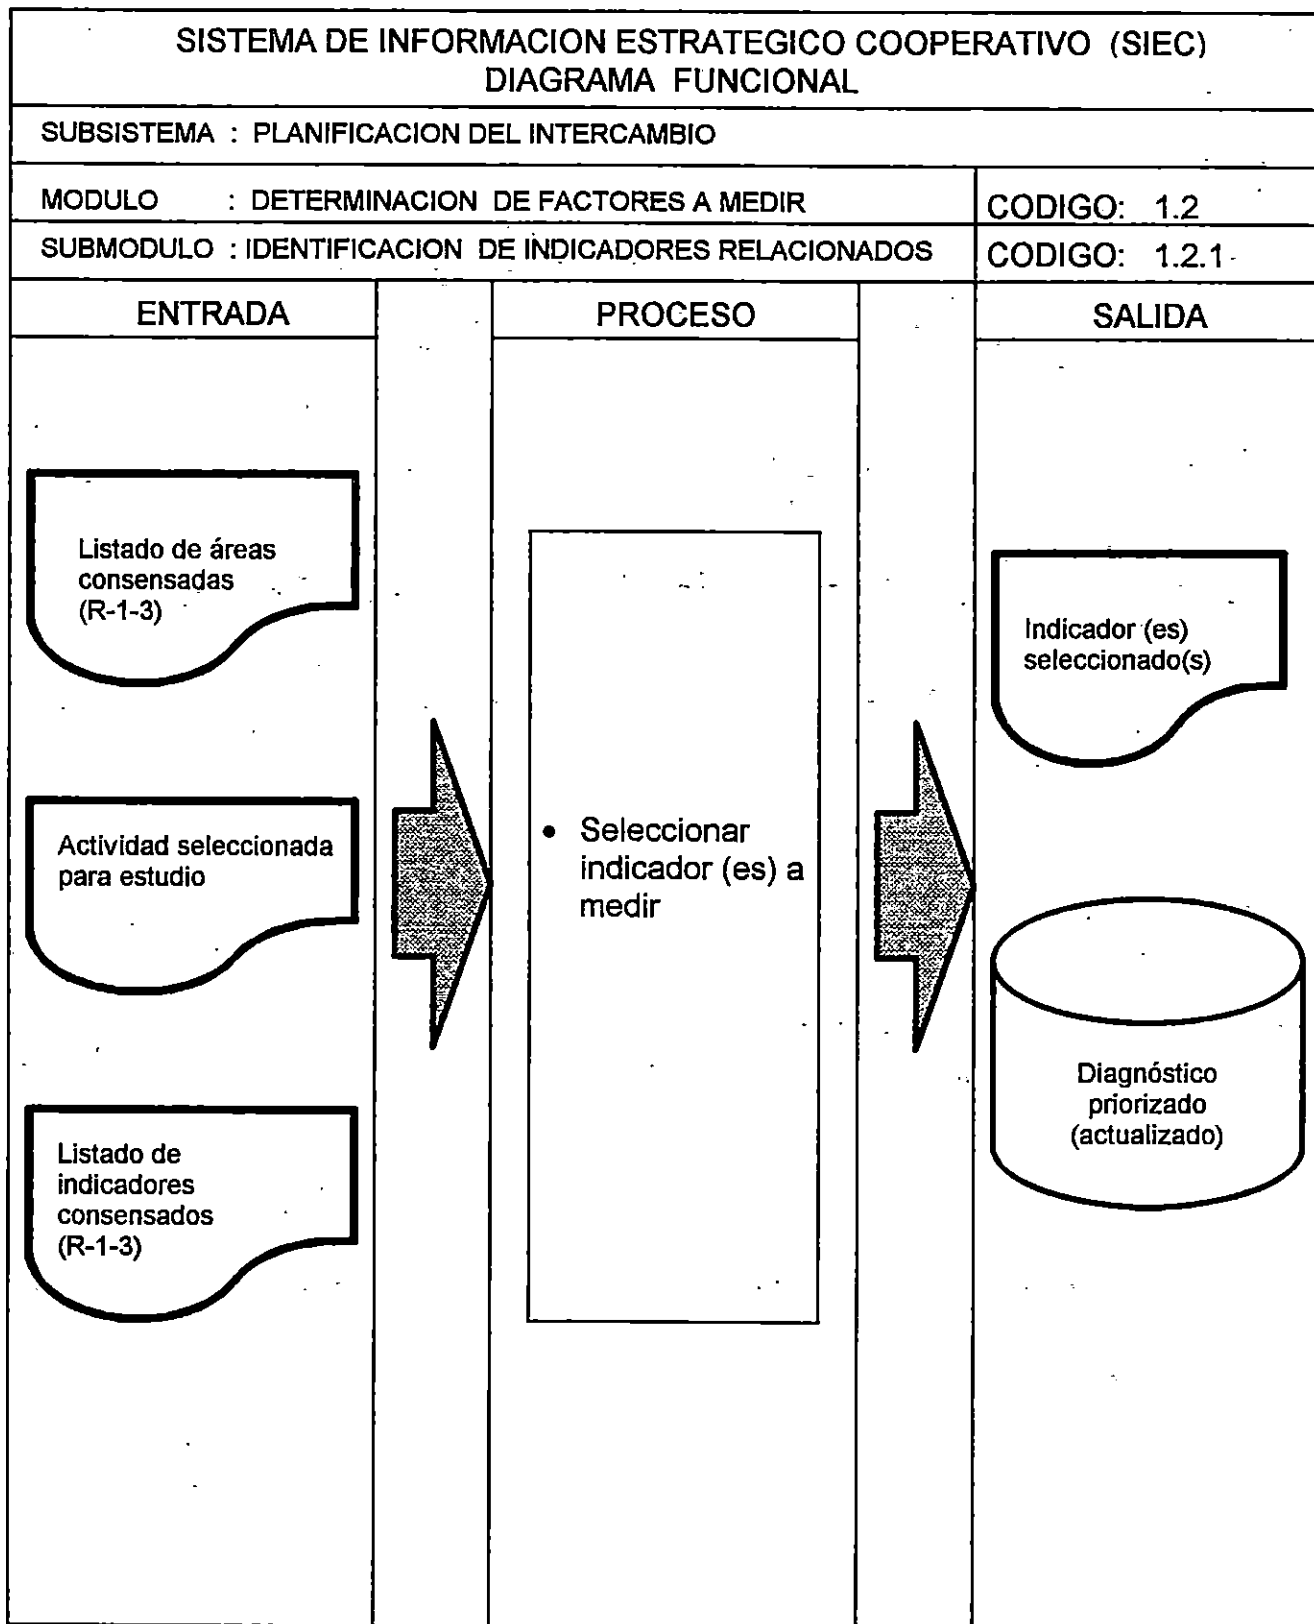 SISTEMA DE INFORMACION ESTRATEGICO COOPERATIVO (SIEC)
DIAGRAMA FUNCIONAL
SUBSISTEMA : PLANIFICACION DEL INTERCAMBIO
MODULO : DETERMINACION DE FACTORES A MEDIR
CODIGO: 1.2
SUBMODULO : IDENTIFICACION DE INDICADORES RELACIONADOS
CODIGO: 1.2.1
ENTRADA
PROCESO
SALIDA
Listado de áreas
consensadas
(R-1-3)
Actividad seleccionada
para estudio
Listado de
indicadores
consensados
(R-1-3)
• Seleccionar
indicador (es) a
medir
Indicador (es)
seleccionado(s)
Diagnóstico
priorizado
(actualizado)